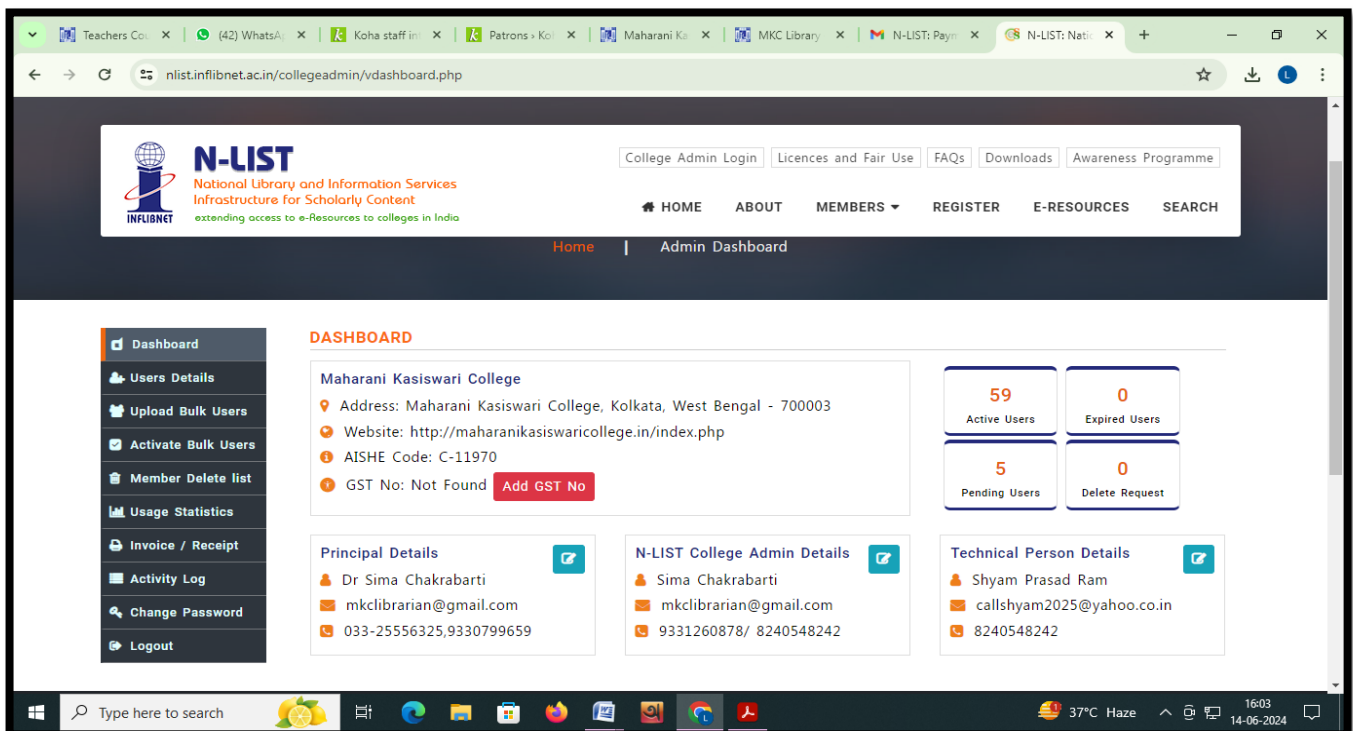 Teachers Cou
(42) WhatsA
Koha staff in
Patrons › Ko
Maharani Ka
MKC Library
N-LIST: Paym
N-LIST: Natio
nlist.inflibnet.ac.in/collegeadmin/vdashboard.php
L
INFLIBNET
N-LIST
National Library and Information Services
Infrastructure for Scholarly Content
extending access to e-Resources to colleges in India
College Admin Login Licences and Fair Use FAQs Downloads Awareness Programme
HOME ABOUT MEMBERS REGISTER E-RESOURCES SEARCH
Home | Admin Dashboard
Dashboard
Users Details
Upload Bulk Users
Activate Bulk Users
Member Delete list
Usage Statistics
Invoice / Receipt
Activity Log
Change Password
Logout
DASHBOARD
Maharani Kasiswari College
Address: Maharani Kasiswari College, Kolkata, West Bengal - 700003
Website: http://maharanikasiswaricollege.in/index.php
AISHE Code: C-11970
GST No: Not Found Add GST No
59
Active Users
0
Expired Users
5
Pending Users
0
Delete Request
Principal Details
Dr Sima Chakrabarti
mkclibrarian@gmail.com
033-25556325,9330799659
N-LIST College Admin Details
Sima Chakrabarti
mkclibrarian@gmail.com
9331260878/ 8240548242
Technical Person Details
Shyam Prasad Ram
callshyam2025@yahoo.co.in
8240548242
Type here to search
37°C Haze
16:03
14-06-2024